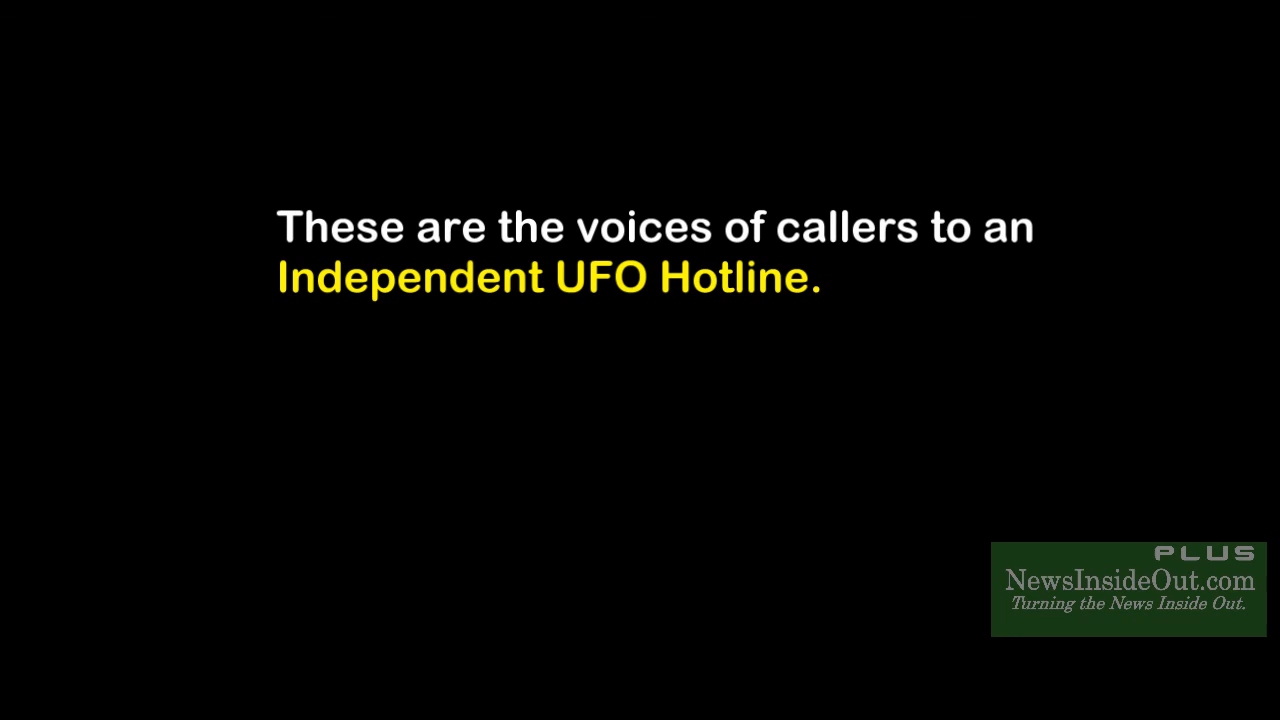 These are the voices of callers to an
Independent UFO Hotline.
PLUS
NewsInsideOut.com
Turning the News Inside Out.